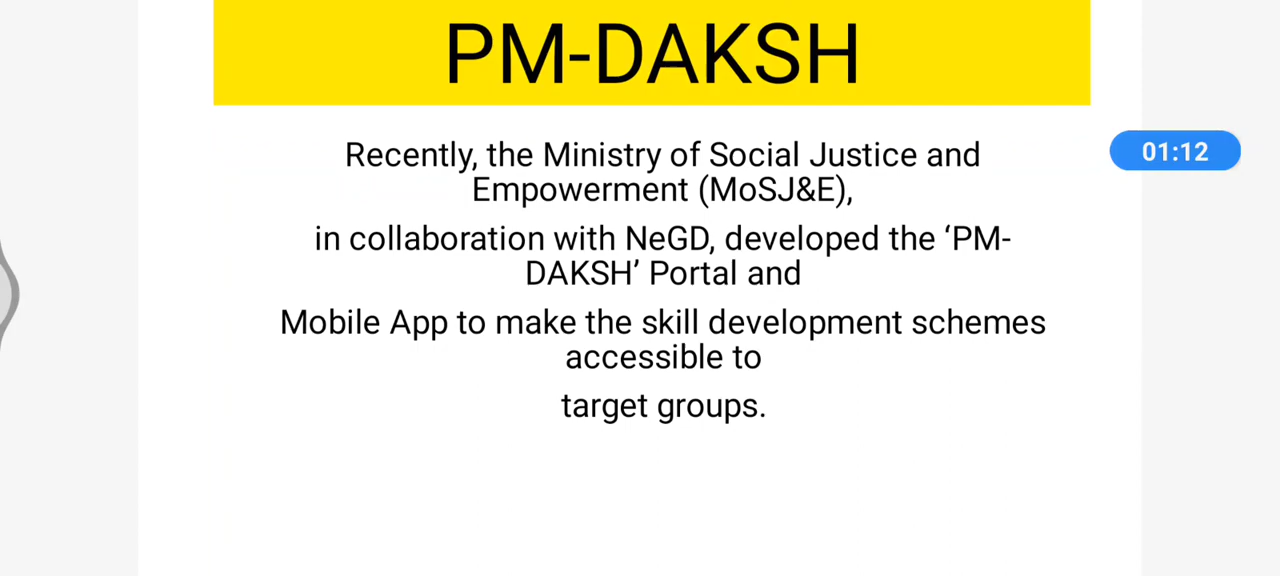 PM-DAKSH
Recently, the Ministry of Social Justice and
Empowerment (MoSJ&E),
in collaboration with NeGD, developed the ‘PM-
DAKSH’ Portal and
Mobile App to make the skill development schemes
accessible to
target groups.
01:12